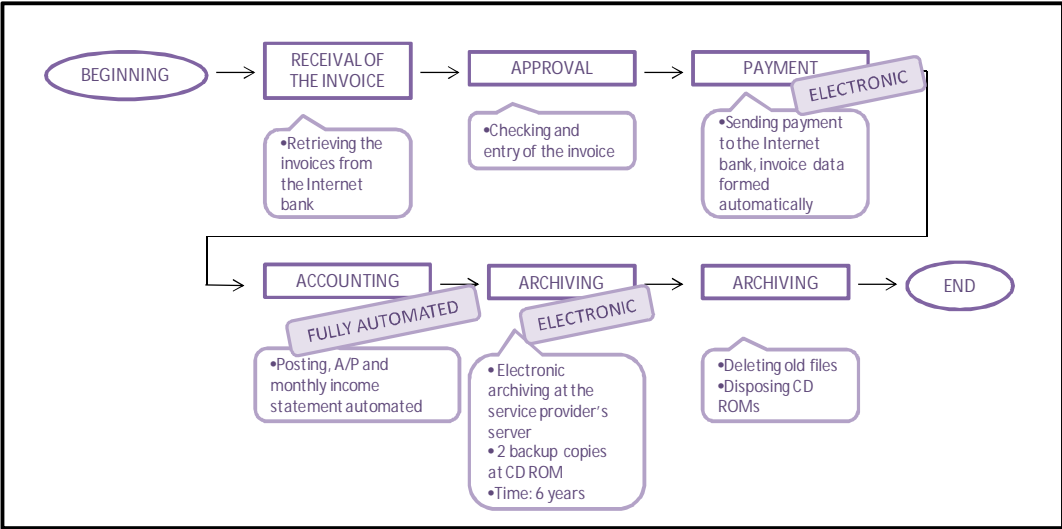 BEGINNING
RECEIVAL OF
THE INVOICE
APPROVAL
PAYMENT
ELECTRONIC
•Retrieving the
invoices from
the Internet
bank
•Checking and
entry of the invoice
•Sending payment
to the Internet
bank, invoice data
formed
automatically
ACCOUNTING
FULLY AUTOMATED
ARCHIVING
ELECTRONIC
ARCHIVING
END
•Posting, A/P and
monthly income
statement automated
• Electronic
archiving at the
service provider's
server
• 2 backup copies
at CD ROM
•Time: 6 years
•Deleting old files
•Disposing CD
ROMs